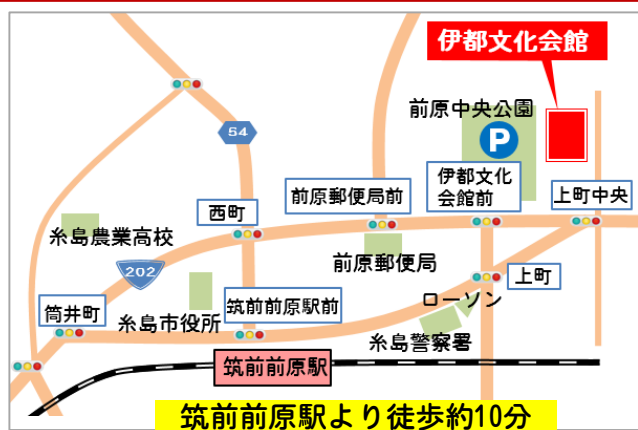 伊都文化会館
前原中央公園
P
54
伊都文化
会館前
上町中央
前原郵便局前
西町
糸島農業高校
前原郵便局
202
上町
ローソン
筒井町
糸島市役所
筑前前原駅前
糸島警察署
筑前前原駅
筑前前原駅より徒歩約10分